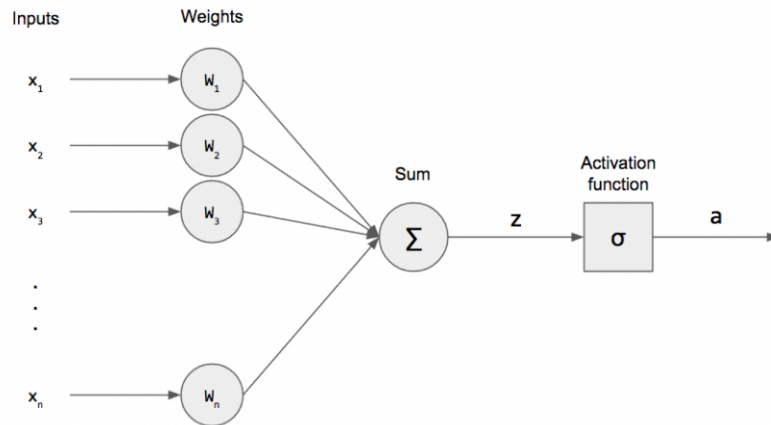 Inputs Weights
x₁ W₁
x₂ W₂
x₃ W₃
Sum
Σ
z
Activation
function
σ
a
.
.
.
xₙ Wₙ